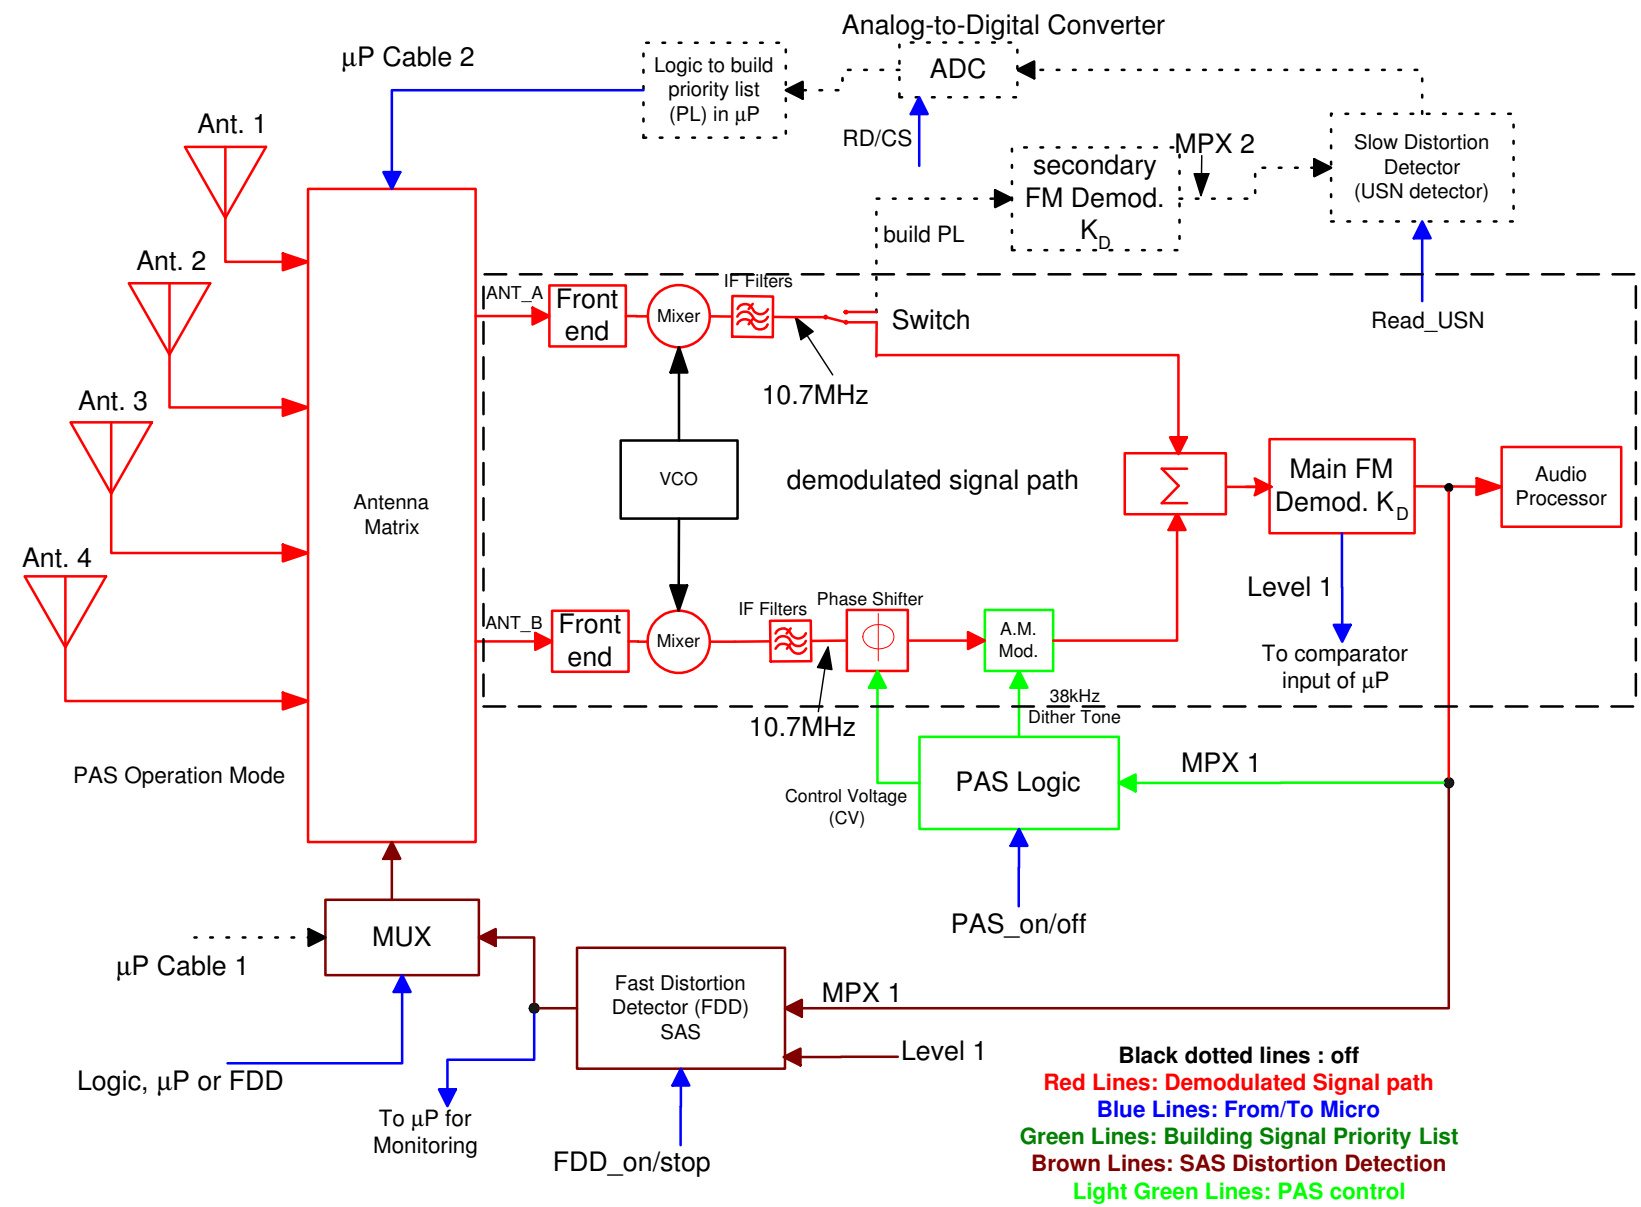 Analog-to-Digital Converter
μP Cable 2
Logic to build
priority list
(PL) in μP
ADC
RD/CS
MPX 2
Slow Distortion
Detector
(USN detector)
secondary
FM Demod.
K_D
build PL
Read_USN
Ant. 1
Ant. 2
Ant. 3
Ant. 4
Antenna
Matrix
ANT_A
Front
end
Mixer
IF Filters
Switch
10.7MHz
VCO
demodulated signal path
Σ
Main FM
Demod. K_D
Audio
Processor
Level 1
To comparator
input of μP
ANT_B
Front
end
Mixer
IF Filters
Phase Shifter
Φ
A.M.
Mod.
10.7MHz
38kHz
Dither Tone
PAS Operation Mode
Control Voltage
(CV)
PAS Logic
MPX 1
PAS_on/off
MUX
μP Cable 1
Logic, μP or FDD
To μP for
Monitoring
Fast Distortion
Detector (FDD)
SAS
MPX 1
Level 1
FDD_on/stop
Black dotted lines : off
Red Lines: Demodulated Signal path
Blue Lines: From/To Micro
Green Lines: Building Signal Priority List
Brown Lines: SAS Distortion Detection
Light Green Lines: PAS control